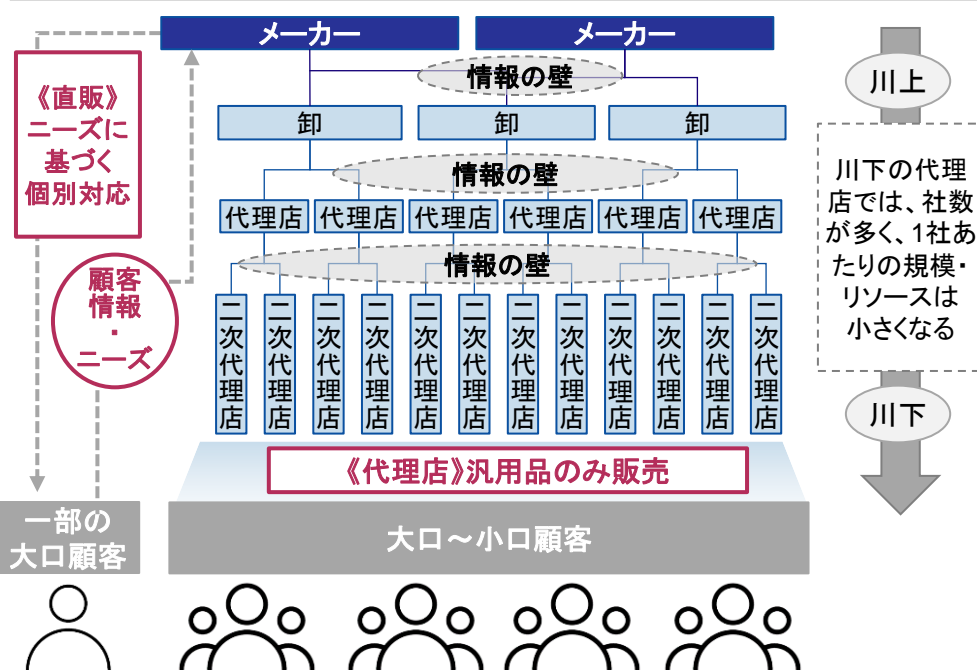 メーカー
メーカー
情報の壁
《直販》
ニーズに
基づく
個別対応
卸
卸
卸
情報の壁
代理店
代理店
代理店
代理店
代理店
代理店
情報の壁
顧客
情報
・
ニーズ
二次代理店
二次代理店
二次代理店
二次代理店
二次代理店
二次代理店
二次代理店
二次代理店
二次代理店
二次代理店
二次代理店
二次代理店
《代理店》汎用品のみ販売
一部の
大口顧客
大口～小口顧客
川上
川下の代理
店では、社数
が多く、1社あ
たりの規模・
リソースは
小さくなる
川下